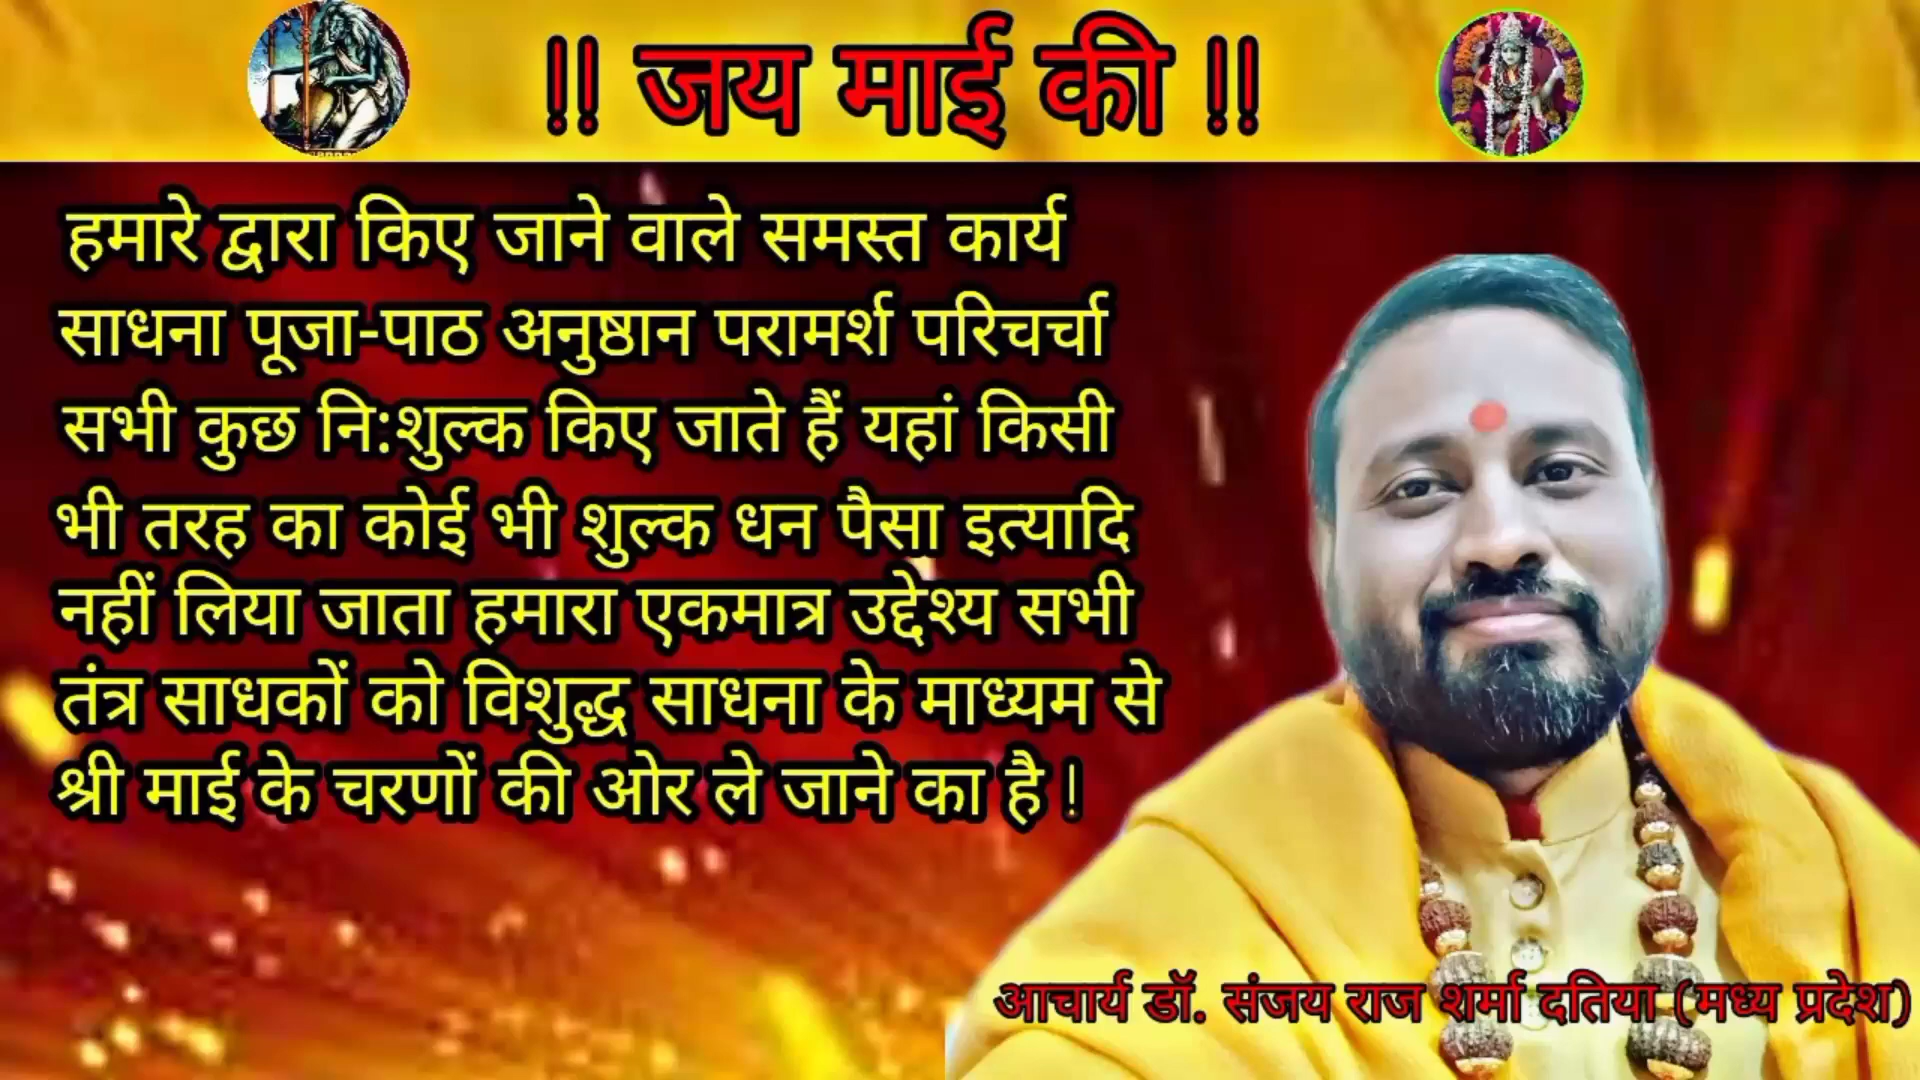 !! जय माई की !!
हमारे द्वारा किए जाने वाले समस्त कार्य
साधना पूजा-पाठ अनुष्ठान परामर्श परिचर्चा
सभी कुछ नि:शुल्क किए जाते हैं यहां किसी
भी तरह का कोई भी शुल्क धन पैसा इत्यादि
नहीं लिया जाता हमारा एकमात्र उद्देश्य सभी
तंत्र साधकों को विशुद्ध साधना के माध्यम से
श्री माई के चरणों की ओर ले जाने का है !
आचार्य डॉ. संजय राज शर्मा दतिया (मध्य प्रदेश)